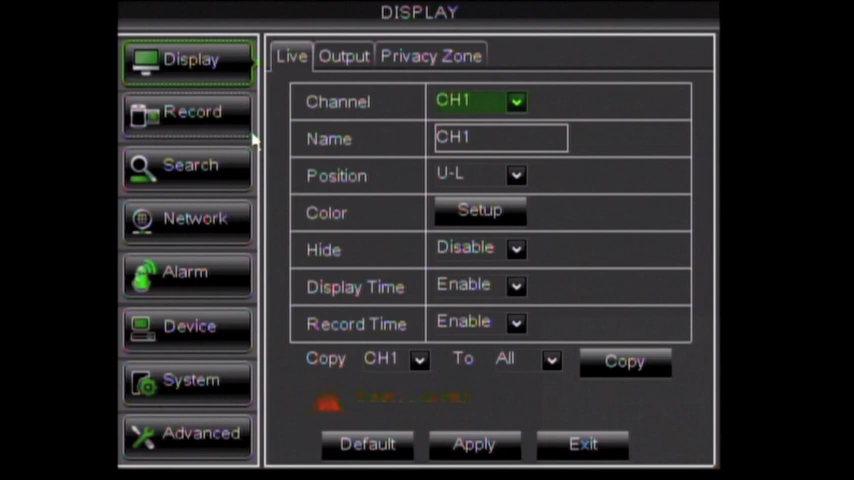 DISPLAY
Display
Record
Search
Network
Alarm
Device
System
Advanced
Live Output Privacy Zone
Channel CH1
Name CH1
Position U-L
Color Setup
Hide Disable
Display Time Enable
Record Time Enable
Copy CH1 To All Copy
Default Apply Exit